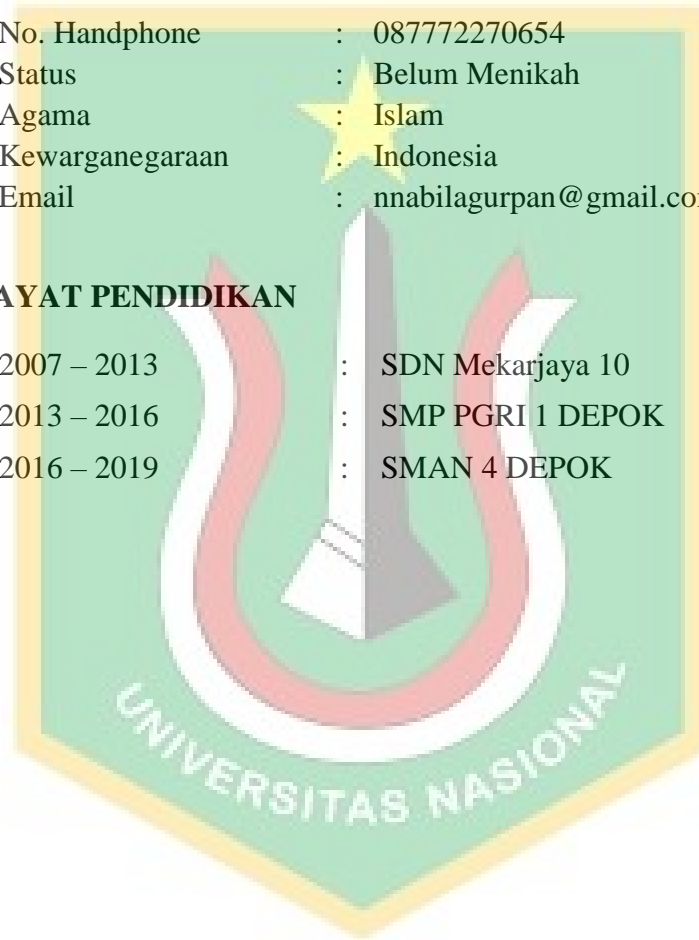 No. Handphone : 087772270654
Status : Belum Menikah
Agama : Islam
Kewarganegaraan : Indonesia
Email : nnabilagurpan@gmail.co
AYAT PENDIDIKAN
2007 – 2013 : SDN Mekarjaya 10
2013 – 2016 : SMP PGRI 1 DEPOK
2016 – 2019 : SMAN 4 DEPOK
UNIVERSITAS NASIONAL